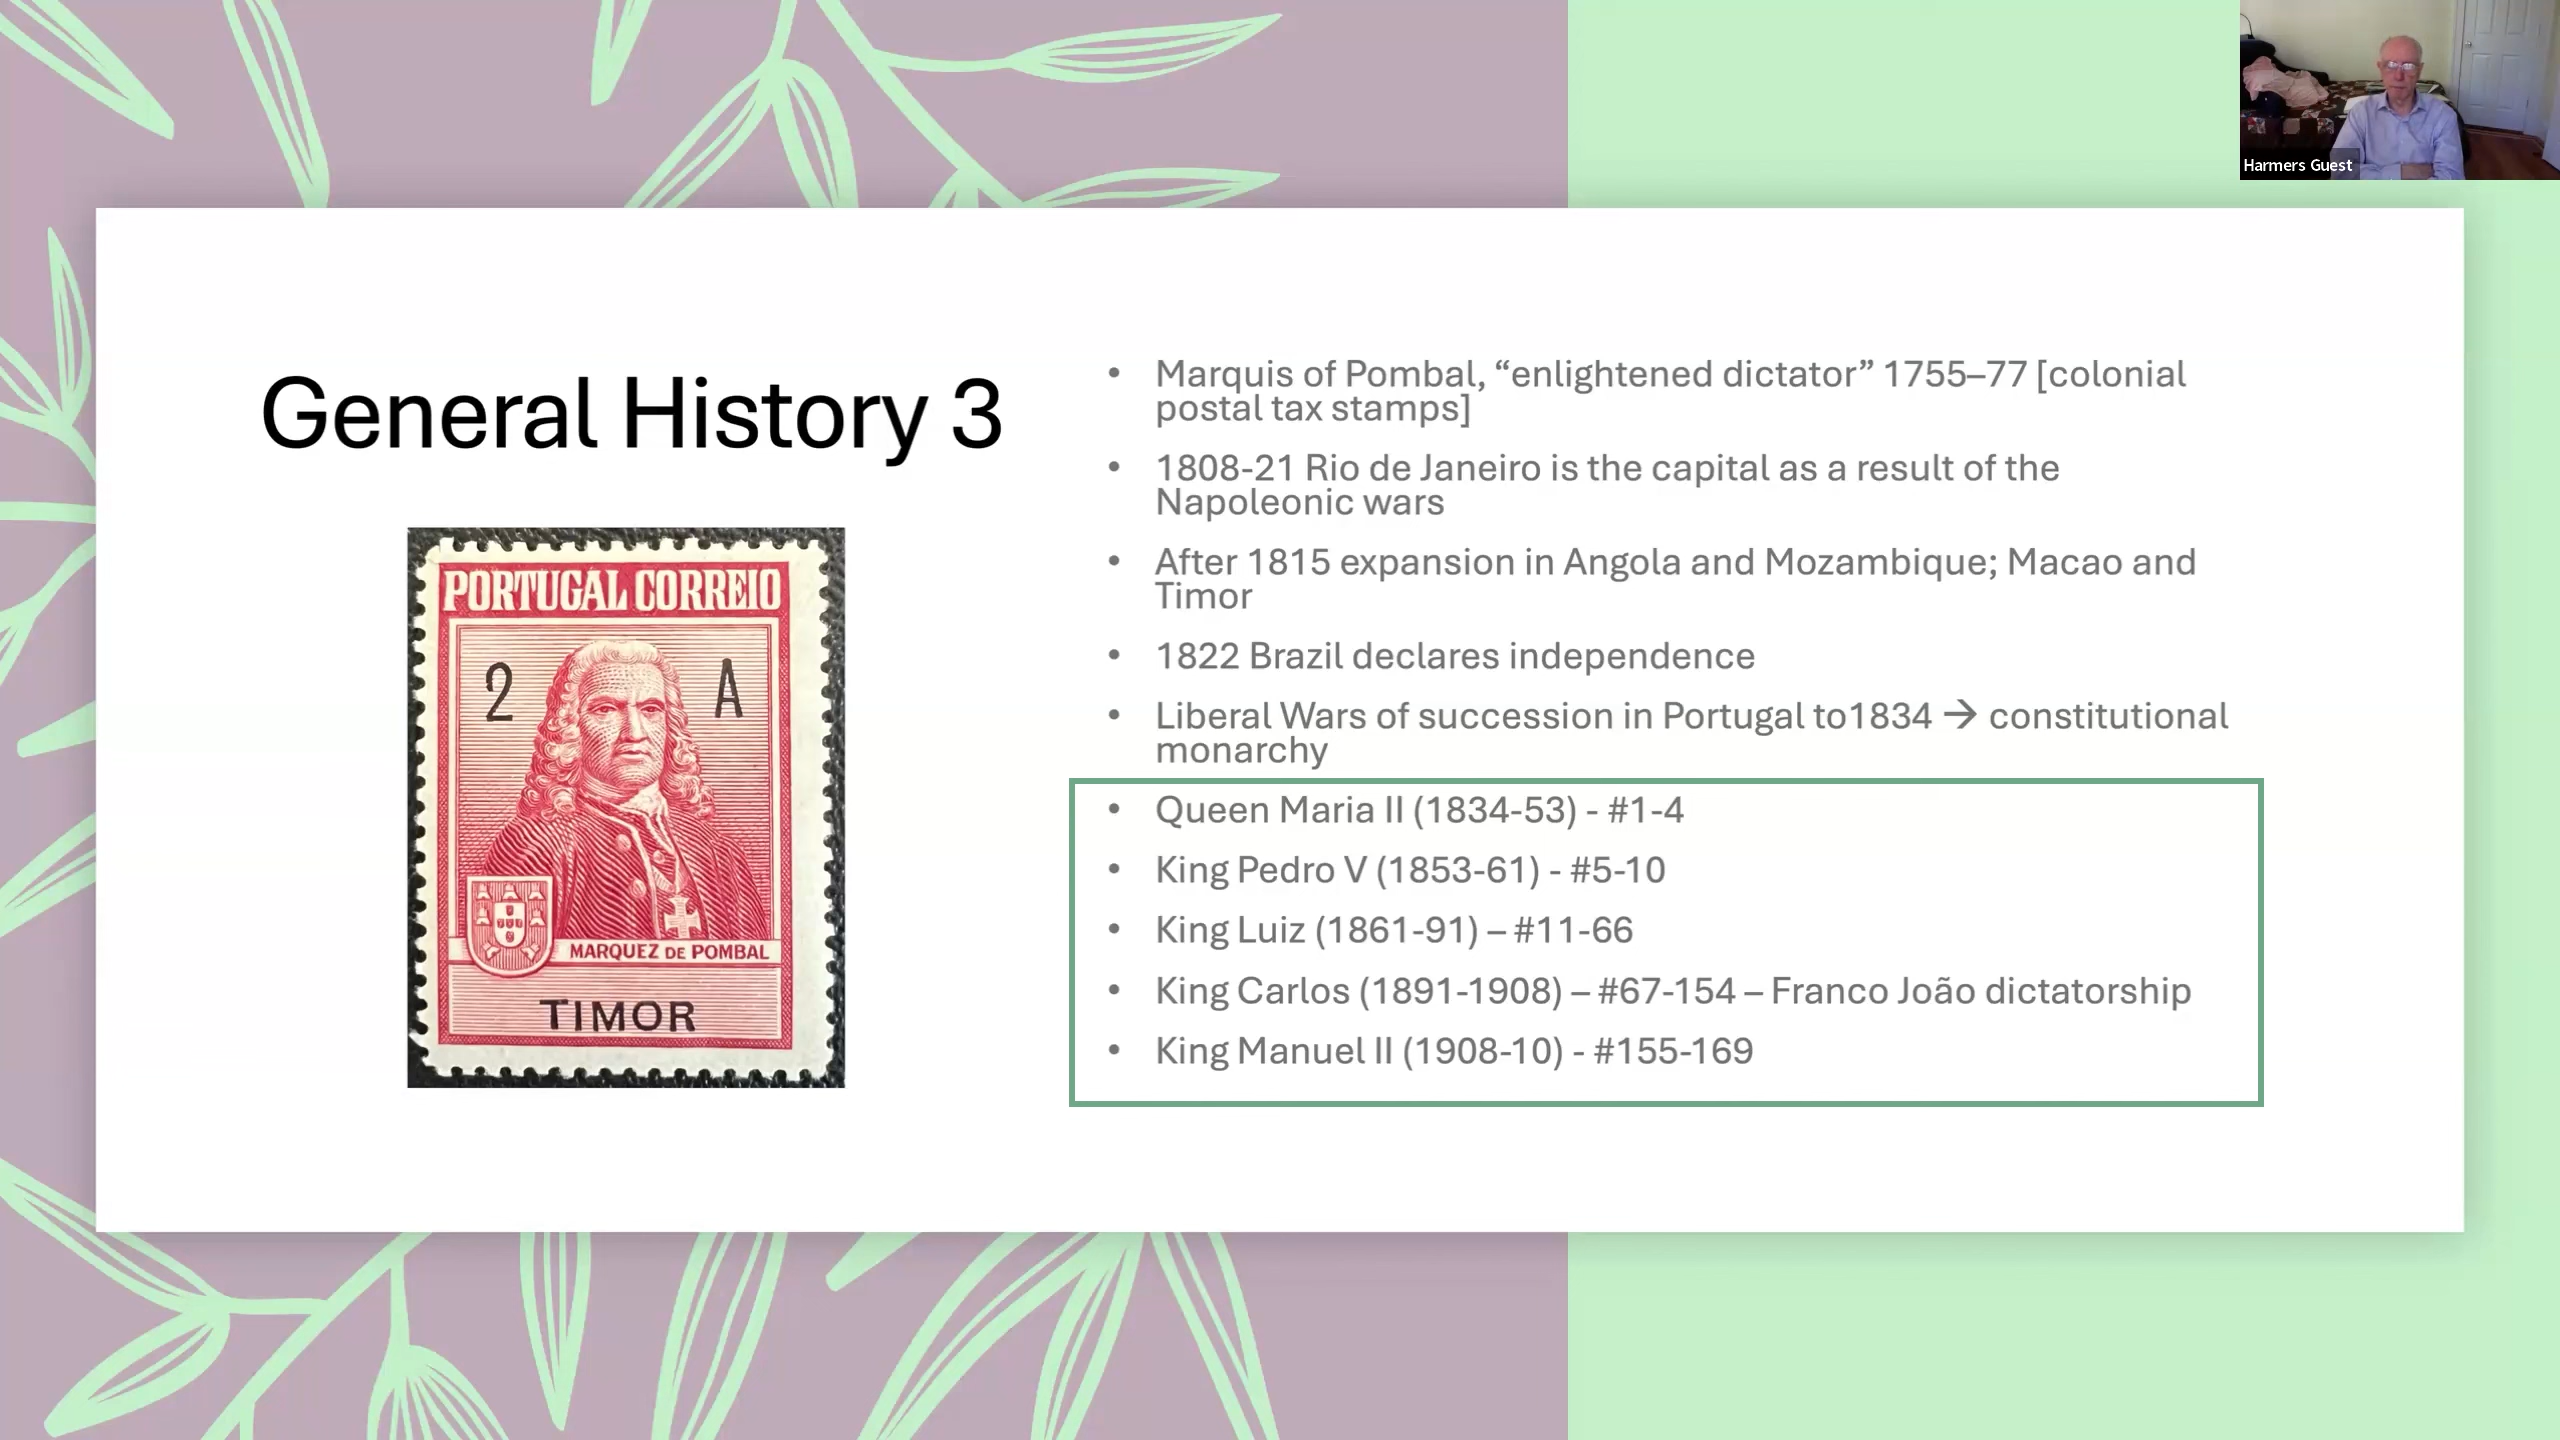 Harmers Guest
General History 3
PORTUGAL CORREIO
2 A
MARQUEZ DE POMBAL
TIMOR
• Marquis of Pombal, “enlightened dictator” 1755–77 [colonial
postal tax stamps]
• 1808-21 Rio de Janeiro is the capital as a result of the
Napoleonic wars
• After 1815 expansion in Angola and Mozambique; Macao and
Timor
• 1822 Brazil declares independence
• Liberal Wars of succession in Portugal to1834 → constitutional
monarchy
• Queen Maria II (1834-53) - #1-4
• King Pedro V (1853-61) - #5-10
• King Luiz (1861-91) – #11-66
• King Carlos (1891-1908) – #67-154 – Franco João dictatorship
• King Manuel II (1908-10) - #155-169